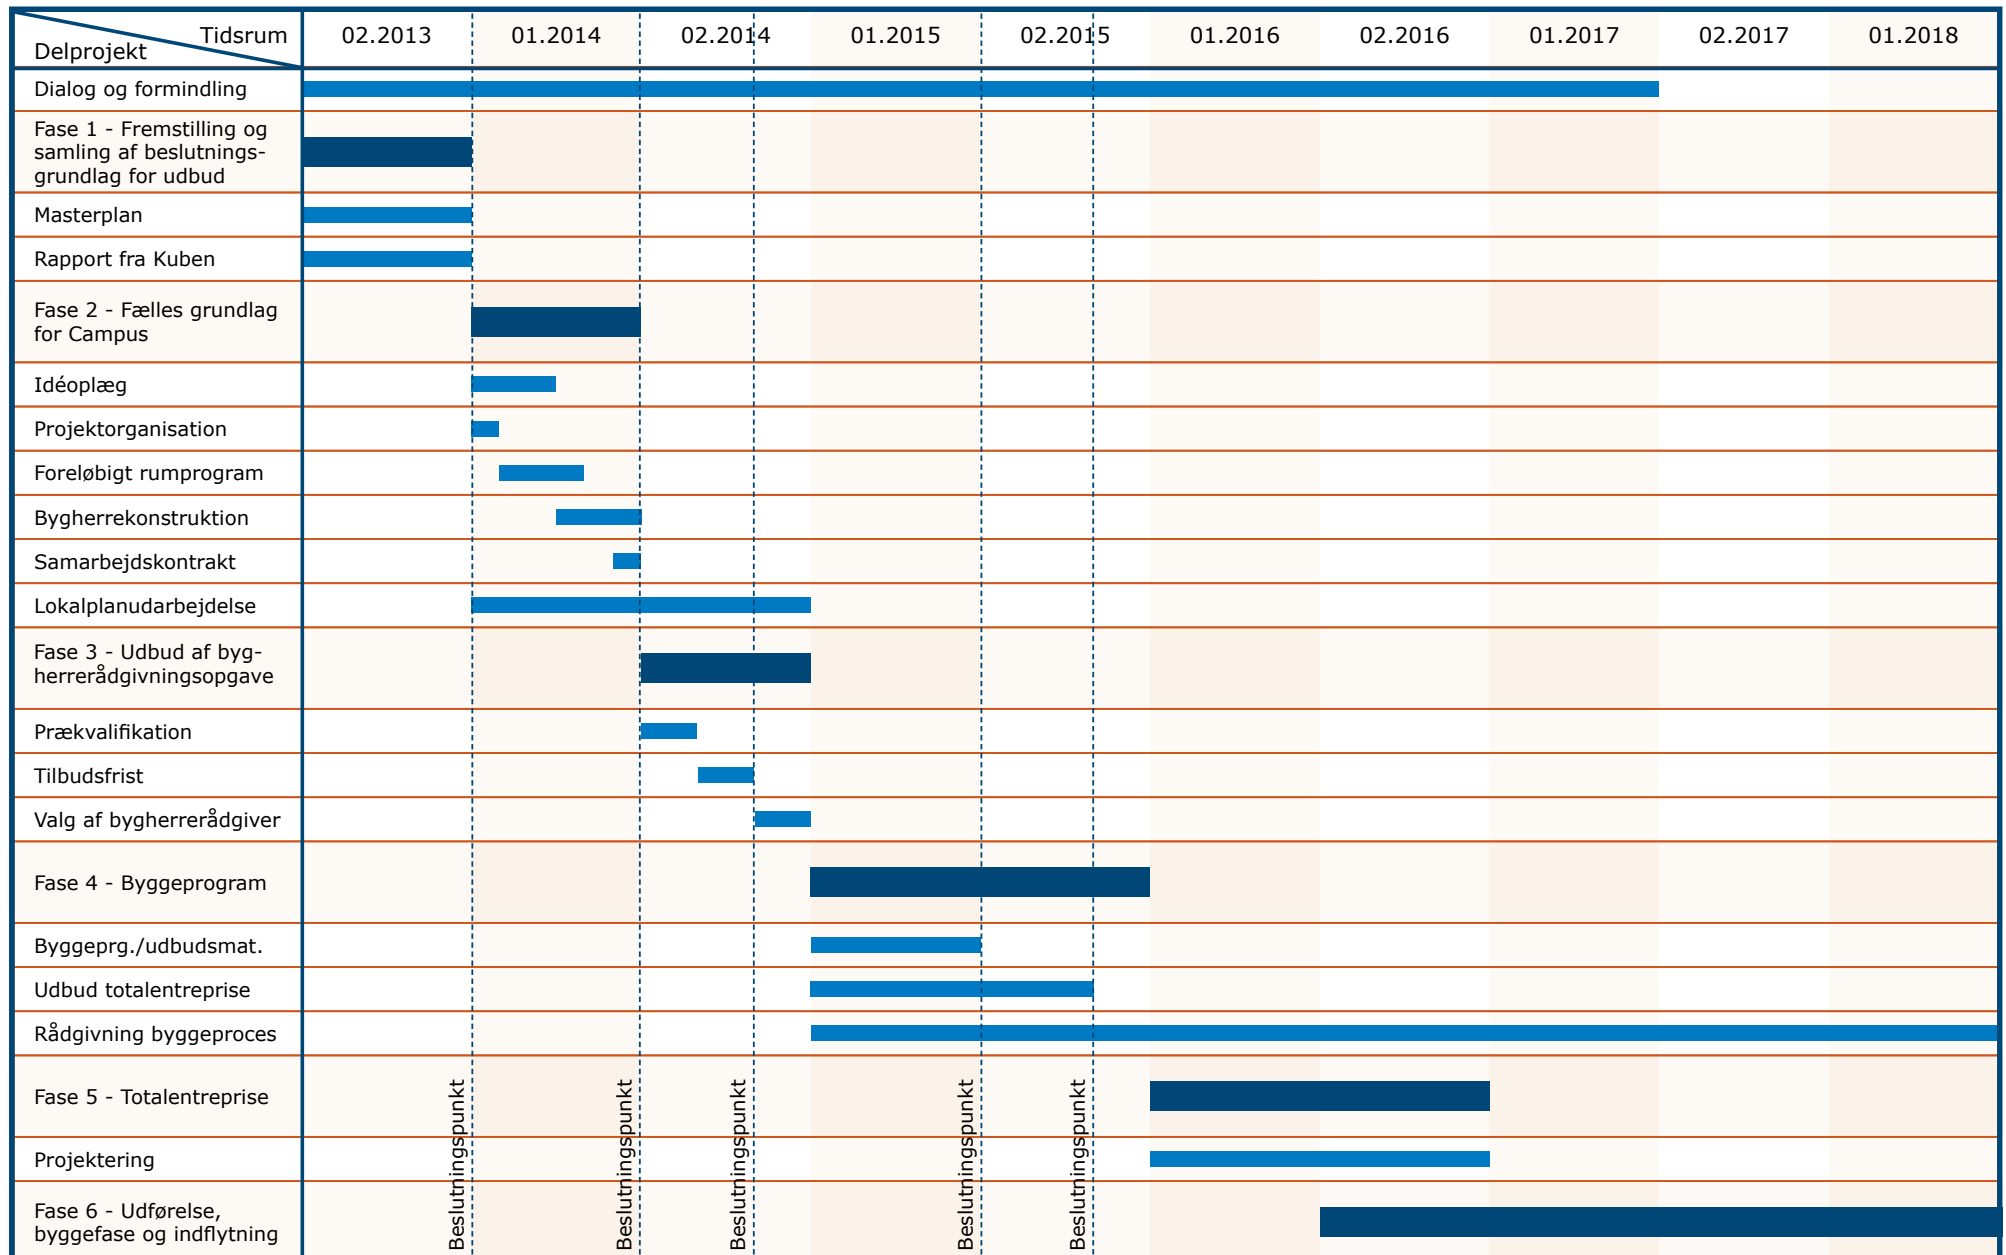 Tidsrum
Delprojekt
02.2013 01.2014 02.2014 01.2015 02.2015 01.2016 02.2016 01.2017 02.2017 01.2018
Dialog og formindling
Fase 1 - Fremstilling og
samling af beslutnings-
grundlag for udbud
Masterplan
Rapport fra Kuben
Fase 2 - Fælles grundlag
for Campus
Idéoplæg
Projektorganisation
Foreløbigt rumprogram
Bygherrekonstruktion
Samarbejdskontrakt
Lokalplanudarbejdelse
Fase 3 - Udbud af byg-
herrerådgivningsopgave
Prækvalifikation
Tilbudsfrist
Valg af bygherrerådgiver
Fase 4 - Byggeprogram
Byggeprg./udbudsmat.
Udbud totalentreprise
Rådgivning byggeproces
Fase 5 - Totalentreprise
Projektering
Fase 6 - Udførelse,
byggefase og indflytning
Beslutningspunkt
Beslutningspunkt
Beslutningspunkt
Beslutningspunkt
Beslutningspunkt